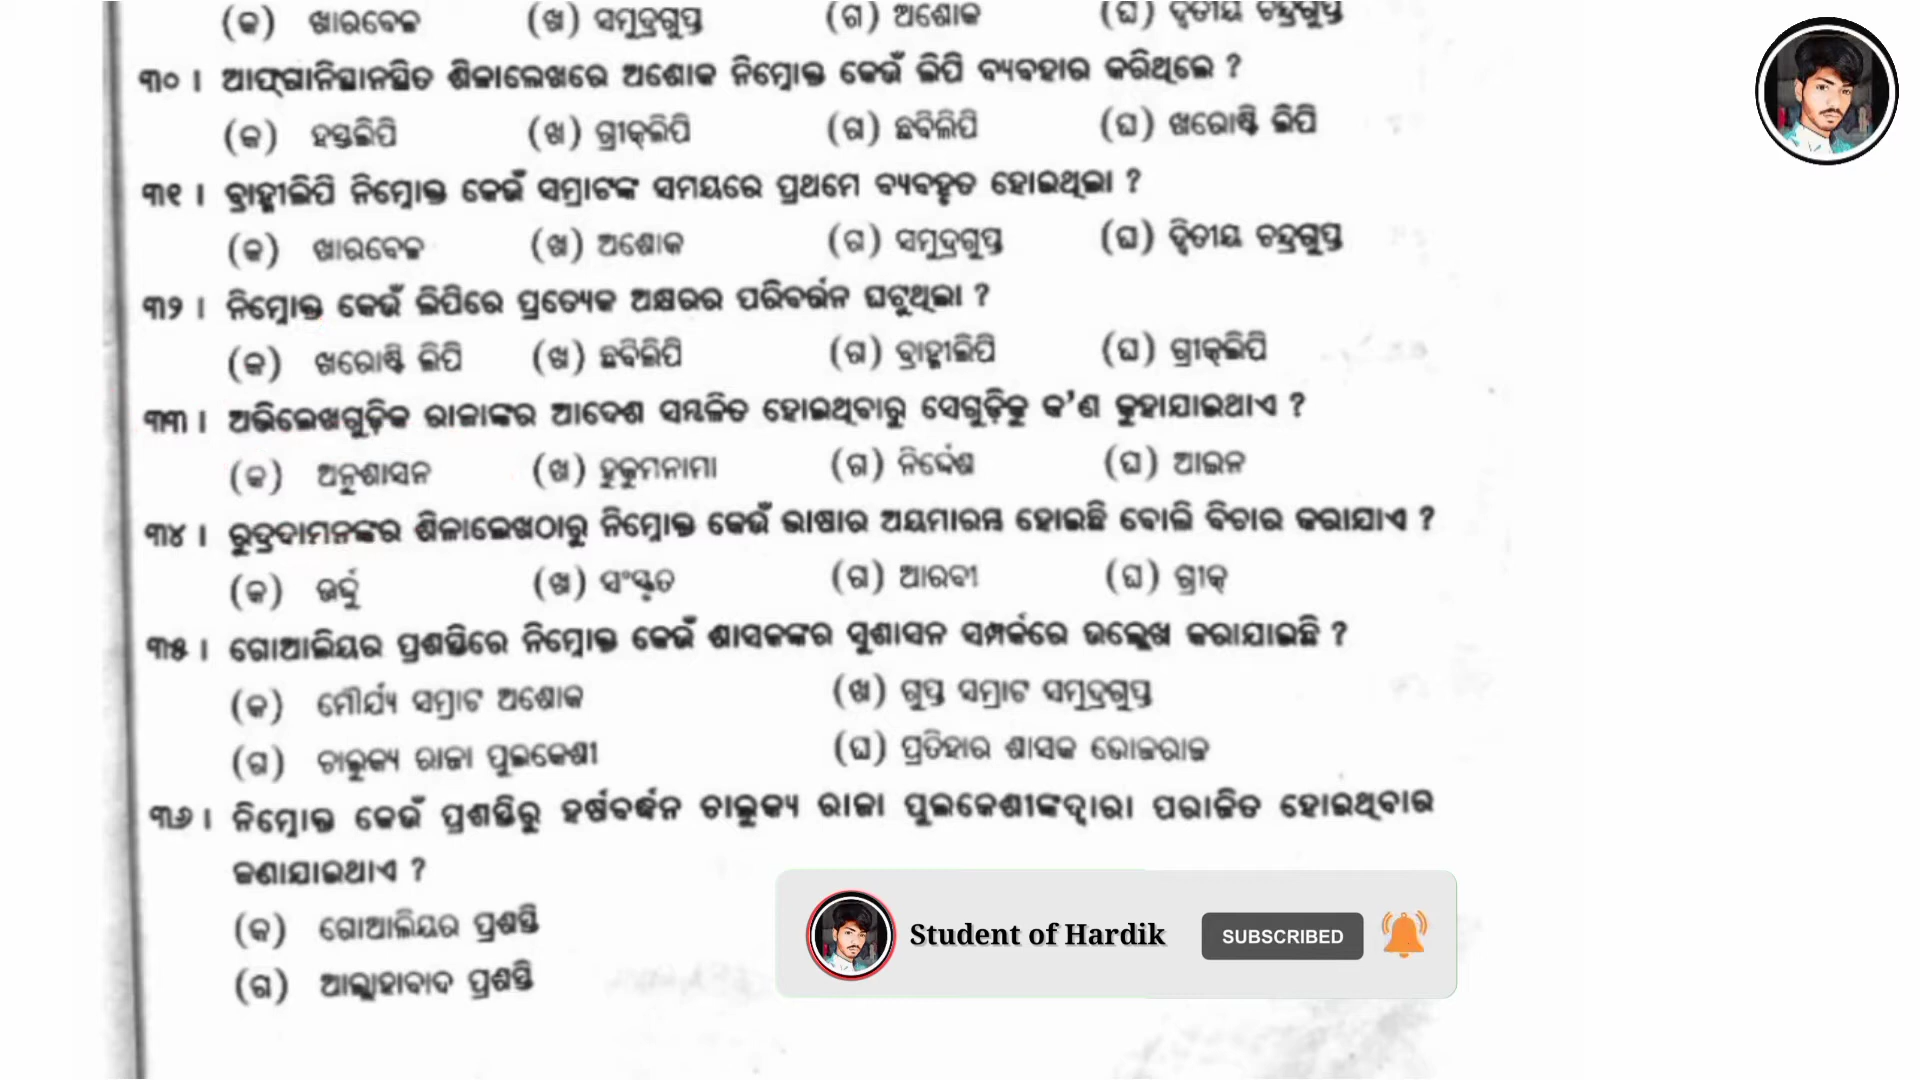 (କ) ଖାରବେଳ (ଖ) ସମୁଦ୍ରଗୁପ୍ତ (ଗ) ଅଶୋକ (ଘ) ଦ୍ବିତୀୟ ଚନ୍ଦ୍ରଗୁପ୍ତ
୩୦ । ଆଫ୍‌ଗାନିସ୍ଥାନସ୍ଥିତ ଶିଳାଲେଖରେ ଅଶୋକ ନିମ୍ନୋକ୍ତ କେଉଁ ଲିପି ବ୍ୟବହାର କରିଥିଲେ ?
(କ) ହସ୍ତଲିପି (ଖ) ଗ୍ରୀକ୍‌ଲିପି (ଗ) ଛବିଲିପି (ଘ) ଖରୋଷ୍ଟି ଲିପି
୩୧ । ବ୍ରାହ୍ମୀଲିପି ନିମ୍ନୋକ୍ତ କେଉଁ ସମ୍ରାଟଙ୍କ ସମୟରେ ପ୍ରଥମେ ବ୍ୟବହୃତ ହୋଇଥିଲା ?
(କ) ଖାରବେଳ (ଖ) ଅଶୋକ (ଗ) ସମୁଦ୍ରଗୁପ୍ତ (ଘ) ଦ୍ବିତୀୟ ଚନ୍ଦ୍ରଗୁପ୍ତ
୩୨ । ନିମ୍ନୋକ୍ତ କେଉଁ ଲିପିରେ ପ୍ରତ୍ୟେକ ଅକ୍ଷରର ପରିବର୍ତ୍ତନ ଘଟୁଥିଲା ?
(କ) ଖରୋଷ୍ଟି ଲିପି (ଖ) ଛବିଲିପି (ଗ) ବ୍ରାହ୍ମୀଲିପି (ଘ) ଗ୍ରୀକ୍‌ଲିପି
୩୩ । ଅଭିଲେଖଗୁଡ଼ିକ ରାଜାଙ୍କର ଆଦେଶ ସମ୍ବଳିତ ହୋଇଥିବାରୁ ସେଗୁଡ଼ିକୁ କ'ଣ କୁହାଯାଇଥାଏ ?
(କ) ଅନୁଶାସନ (ଖ) ହୁକୁମନାମା (ଗ) ନିର୍ଦ୍ଦେଶ (ଘ) ଆଇନ
୩୪ । ରୁଦ୍ରଦାମନଙ୍କର ଶିଳାଲେଖଠାରୁ ନିମ୍ନୋକ୍ତ କେଉଁ ଭାଷାର ଅୟମାରମ୍ଭ ହୋଇଛି ବୋଲି ବିଚାର କରାଯାଏ ?
(କ) ଉର୍ଦ୍ଦୁ (ଖ) ସଂସ୍କୃତ (ଗ) ଆରବୀ (ଘ) ଗ୍ରୀକ୍
୩୫ । ଗୋଆଲିୟର ପ୍ରଶସ୍ତିରେ ନିମ୍ନୋକ୍ତ କେଉଁ ଶାସକଙ୍କର ସୁଶାସନ ସମ୍ପର୍କରେ ଉଲ୍ଲେଖ କରାଯାଇଛି ?
(କ) ମୌର୍ଯ୍ୟ ସମ୍ରାଟ ଅଶୋକ (ଖ) ଗୁପ୍ତ ସମ୍ରାଟ ସମୁଦ୍ରଗୁପ୍ତ
(ଗ) ଚାଲୁକ୍ୟ ରାଜା ପୁଲକେଶୀ (ଘ) ପ୍ରତିହାର ଶାସକ ଭୋଜରାଜ
୩୬ । ନିମ୍ନୋକ୍ତ କେଉଁ ପ୍ରଶସ୍ତିରୁ ହର୍ଷବର୍ଦ୍ଧନ ଚାଲୁକ୍ୟ ରାଜା ପୁଲକେଶୀଙ୍କଦ୍ୱାରା ପରାଜିତ ହୋଇଥିବାର
ଜଣାଯାଇଥାଏ ?
(କ) ଗୋଆଲିୟର ପ୍ରଶସ୍ତି
(ଗ) ଆଲ୍ଲାହାବାଦ ପ୍ରଶସ୍ତି
Student of Hardik SUBSCRIBED